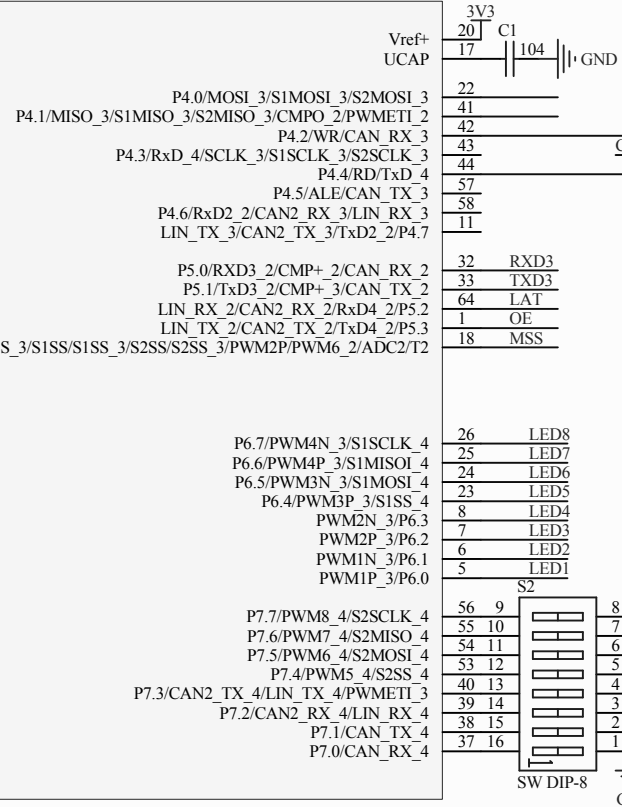 3V3
Vref+ 20 C1
UCAP 17 104 GND
P4.0/MOSI_3/S1MOSI_3/S2MOSI_3 22
P4.1/MISO_3/S1MISO_3/S2MISO_3/CMPO_2/PWMETI_2 41
P4.2/WR/CAN_RX_3 42
P4.3/RxD_4/SCLK_3/S1SCLK_3/S2SCLK_3 43
P4.4/RD/TxD_4 44
P4.5/ALE/CAN_TX_3 57
P4.6/RxD2_2/CAN2_RX_3/LIN_RX_3 58
LIN_TX_3/CAN2_TX_3/TxD2_2/P4.7 11
P5.0/RXD3_2/CMP+_2/CAN_RX_2 32 RXD3
P5.1/TxD3_2/CMP+_3/CAN_TX_2 33 TXD3
LIN_RX_2/CAN2_RX_2/RxD4_2/P5.2 64 LAT
LIN_TX_2/CAN2_TX_2/TxD4_2/P5.3 1 OE
S_3/S1SS/S1SS_3/S2SS/S2SS_3/PWM2P/PWM6_2/ADC2/T2 18 MSS
P6.7/PWM4N_3/S1SCLK_4 26 LED8
P6.6/PWM4P_3/S1MISOI_4 25 LED7
P6.5/PWM3N_3/S1MOSI_4 24 LED6
P6.4/PWM3P_3/S1SS_4 23 LED5
PWM2N_3/P6.3 8 LED4
PWM2P_3/P6.2 7 LED3
PWM1N_3/P6.1 6 LED2
PWM1P_3/P6.0 5 LED1
S2
P7.7/PWM8_4/S2SCLK_4 56 9 8
P7.6/PWM7_4/S2MISO_4 55 10 7
P7.5/PWM6_4/S2MOSI_4 54 11 6
P7.4/PWM5_4/S2SS_4 53 12 5
P7.3/CAN2_TX_4/LIN_TX_4/PWMETI_3 40 13 4
P7.2/CAN2_RX_4/LIN_RX_4 39 14 3
P7.1/CAN_TX_4 38 15 2
P7.0/CAN_RX_4 37 16 1
1
SW DIP-8